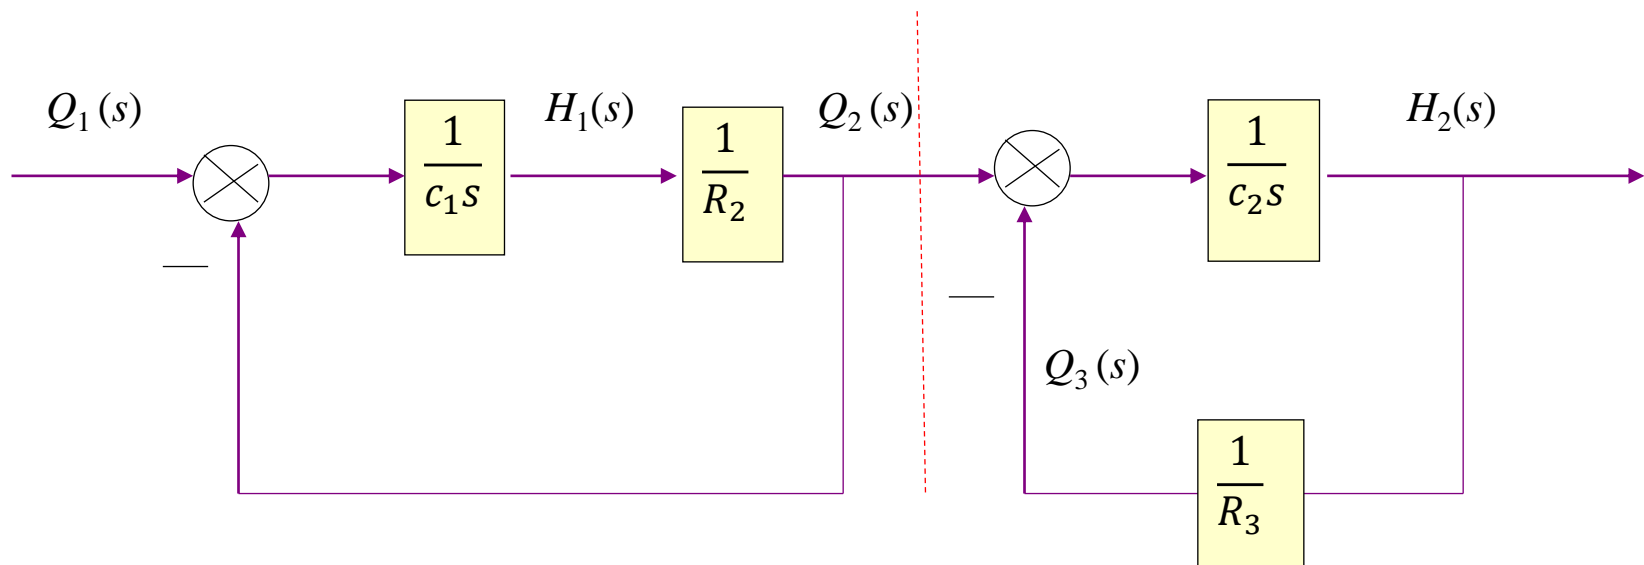 Q₁(s)
—
1
c₁s
H₁(s)
1
R₂
Q₂(s)
—
1
c₂s
H₂(s)
Q₃(s)
1
R₃